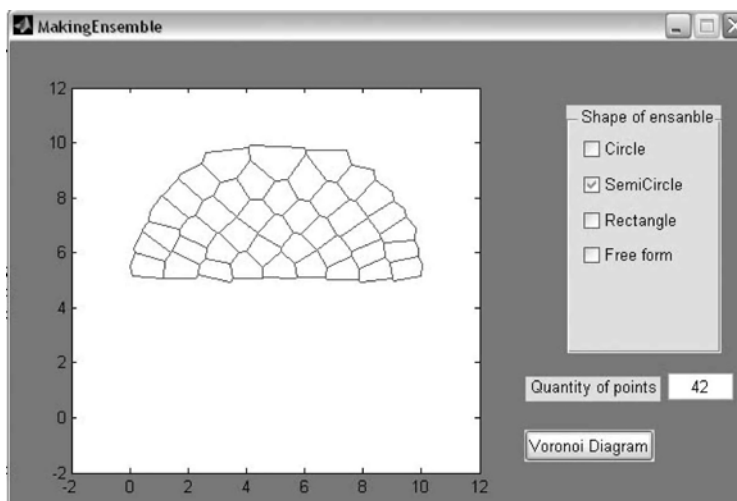 MakingEnsemble
12
10
8
6
4
2
0
-2
-2 0 2 4 6 8 10 12
Shape of ensanble
Circle
SemiCircle
Rectangle
Free form
Quantity of points 42
Voronoi Diagram